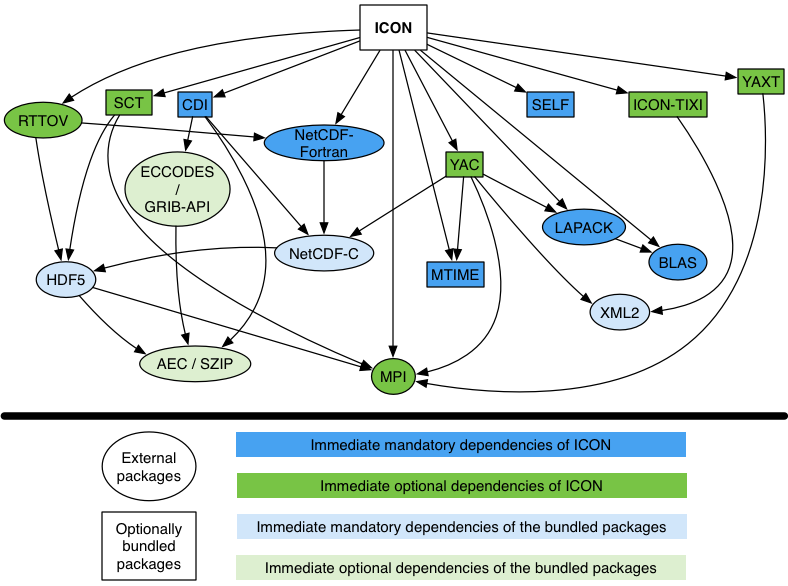 ICON
YAXT
SCT
CDI
SELF
ICON-TIXI
RTTOV
NetCDF-
Fortran
YAC
ECCODES
/
GRIB-API
LAPACK
NetCDF-C
BLAS
HDF5
MTIME
XML2
AEC / SZIP
MPI
External
packages
Immediate mandatory dependencies of ICON
Immediate optional dependencies of ICON
Optionally
bundled
packages
Immediate mandatory dependencies of the bundled packages
Immediate optional dependencies of the bundled packages